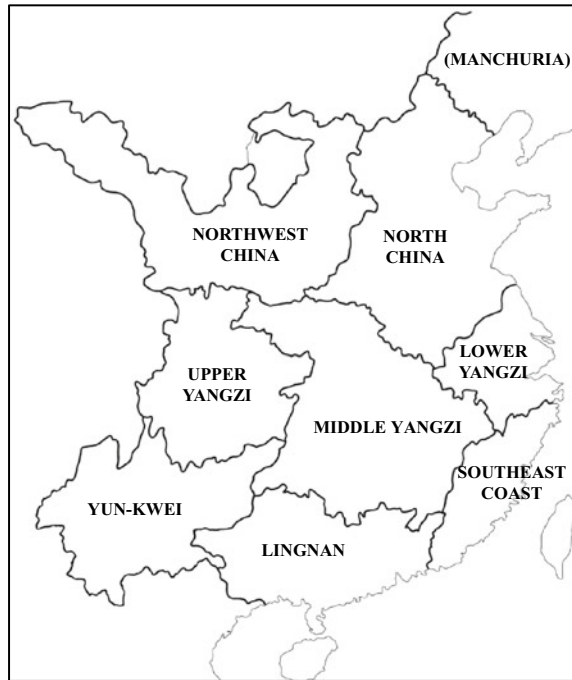 (MANCHURIA)
NORTHWEST
CHINA
NORTH
CHINA
LOWER
YANGZI
UPPER
YANGZI
MIDDLE YANGZI
SOUTHEAST
COAST
YUN-KWEI
LINGNAN